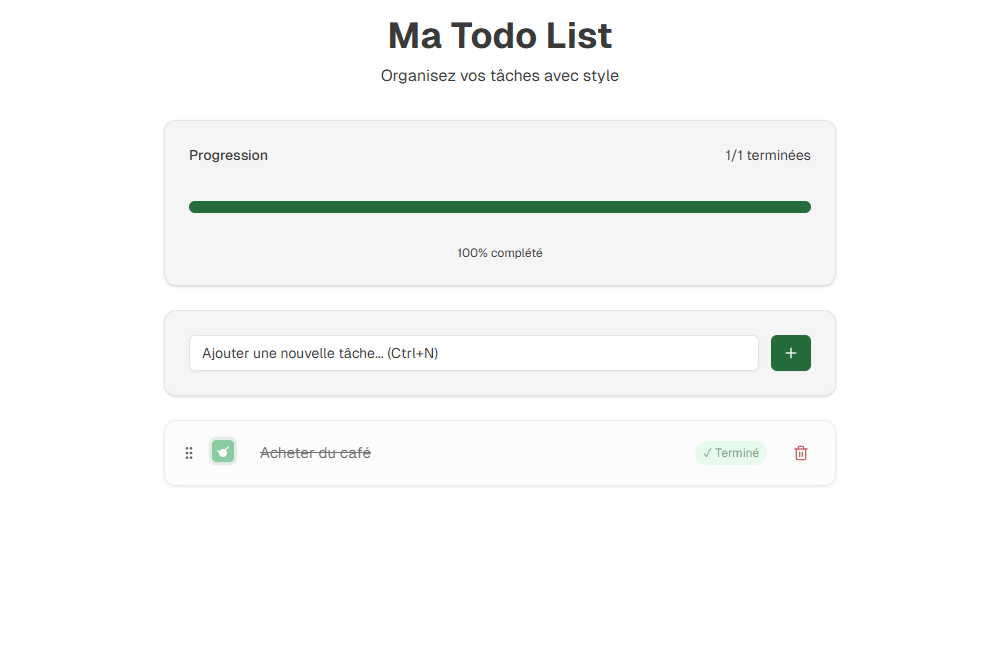 Ma Todo List
Organisez vos tâches avec style
Progression 1/1 terminées
100% complété
Ajouter une nouvelle tâche... (Ctrl+N) +
Acheter du café ✓ Terminé